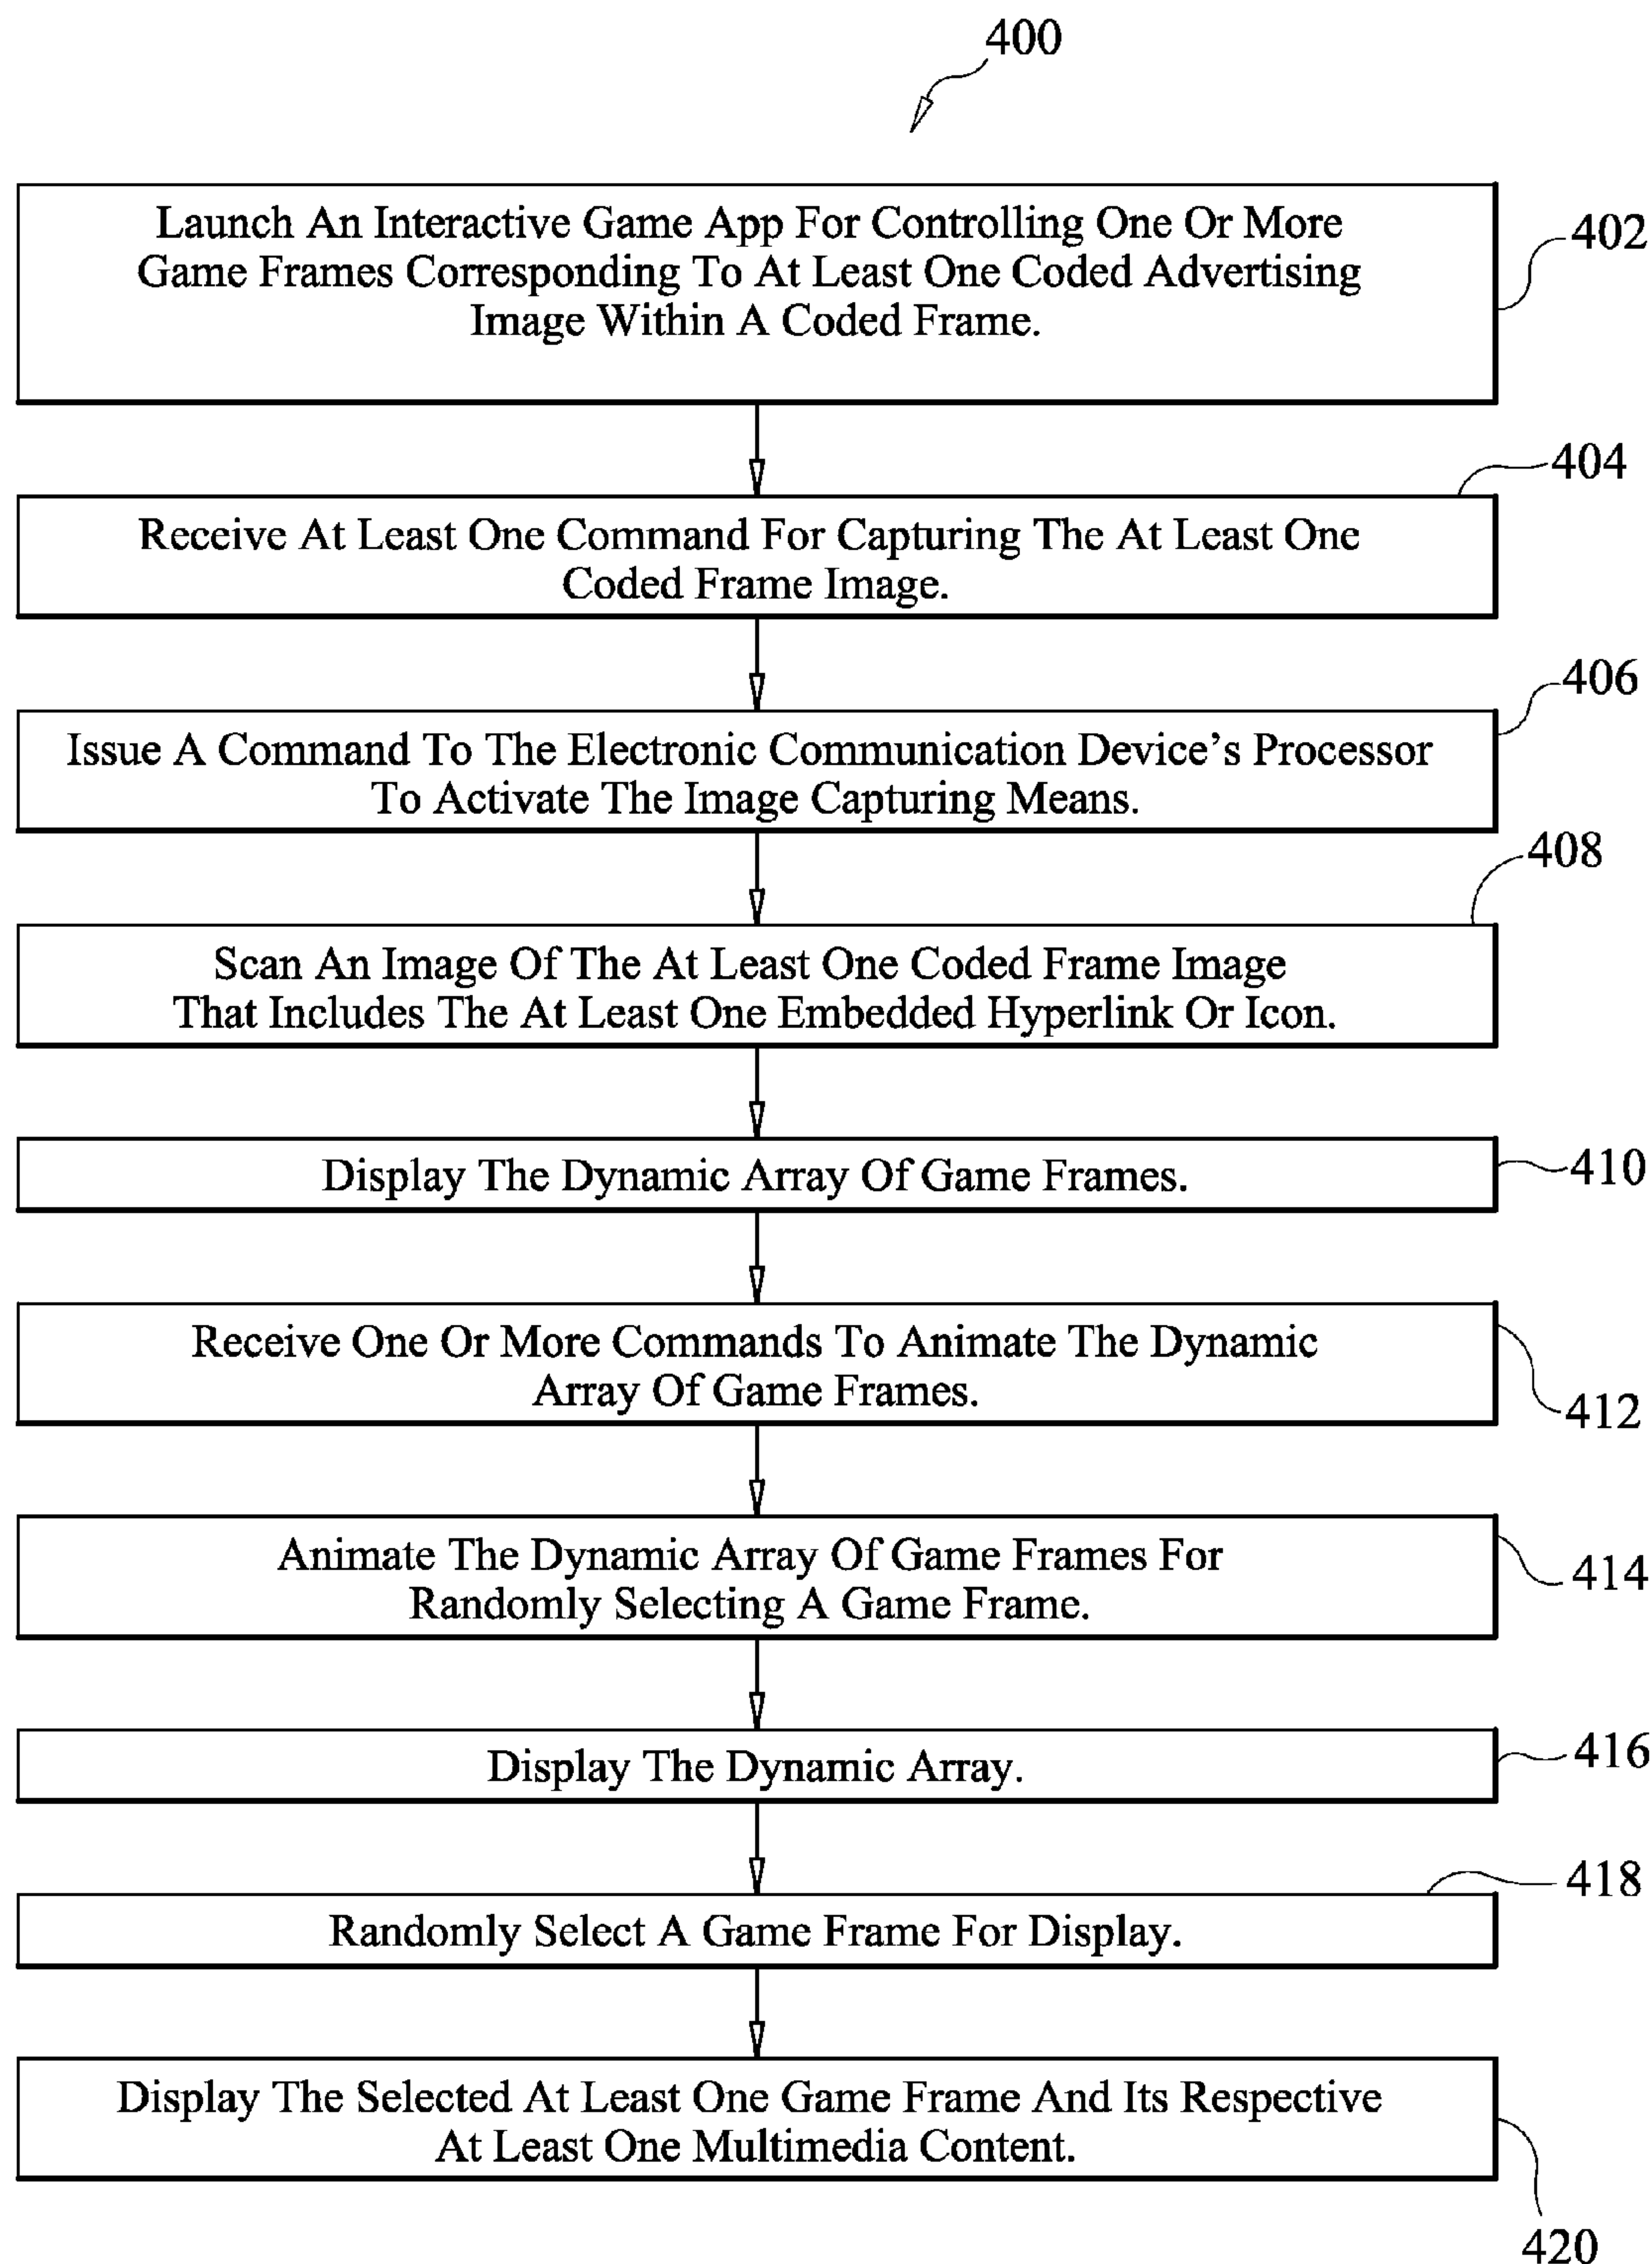 400
Launch An Interactive Game App For Controlling One Or More
Game Frames Corresponding To At Least One Coded Advertising
Image Within A Coded Frame.
402
404
Receive At Least One Command For Capturing The At Least One
Coded Frame Image.
406
Issue A Command To The Electronic Communication Device’s Processor
To Activate The Image Capturing Means.
408
Scan An Image Of The At Least One Coded Frame Image
That Includes The At Least One Embedded Hyperlink Or Icon.
Display The Dynamic Array Of Game Frames.
410
Receive One Or More Commands To Animate The Dynamic
Array Of Game Frames.
412
Animate The Dynamic Array Of Game Frames For
Randomly Selecting A Game Frame.
414
Display The Dynamic Array.
416
418
Randomly Select A Game Frame For Display.
Display The Selected At Least One Game Frame And Its Respective
At Least One Multimedia Content.
420